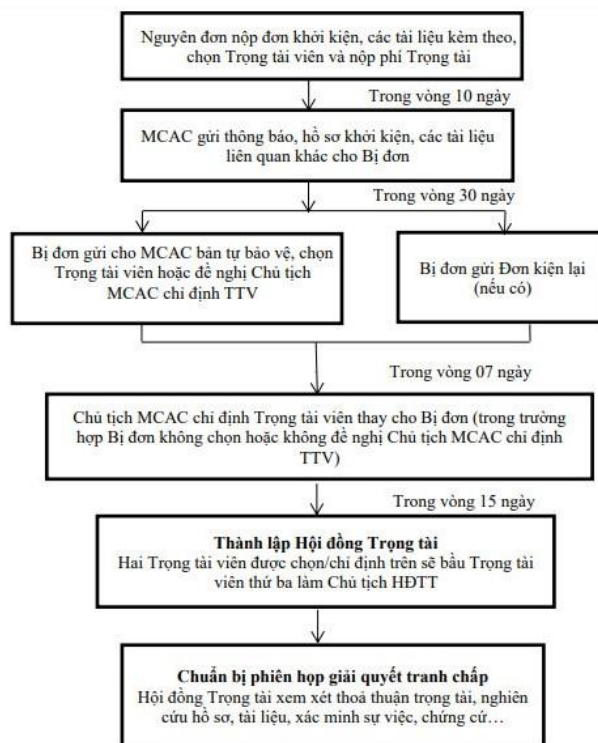 Nguyên đơn nộp đơn khởi kiện, các tài liệu kèm theo,
chọn Trọng tài viên và nộp phí Trọng tài
Trong vòng 10 ngày
MCAC gửi thông báo, hồ sơ khởi kiện, các tài liệu
liên quan khác cho Bị đơn
Trong vòng 30 ngày
Bị đơn gửi cho MCAC bản tự bảo vệ, chọn
Trọng tài viên hoặc đề nghị Chủ tịch
MCAC chỉ định TTV
Bị đơn gửi Đơn kiện lại
(nếu có)
Trong vòng 07 ngày
Chủ tịch MCAC chỉ định Trọng tài viên thay cho Bị đơn (trong trường
hợp Bị đơn không chọn hoặc không đề nghị Chủ tịch MCAC chỉ định
TTV)
Trong vòng 15 ngày
Thành lập Hội đồng Trọng tài
Hai Trọng tài viên được chọn/chỉ định trên sẽ bầu Trọng tài
viên thứ ba làm Chủ tịch HĐTT
Chuẩn bị phiên họp giải quyết tranh chấp
Hội đồng Trọng tài xem xét thoả thuận trọng tài, nghiên
cứu hồ sơ, tài liệu, xác minh sự việc, chứng cứ…